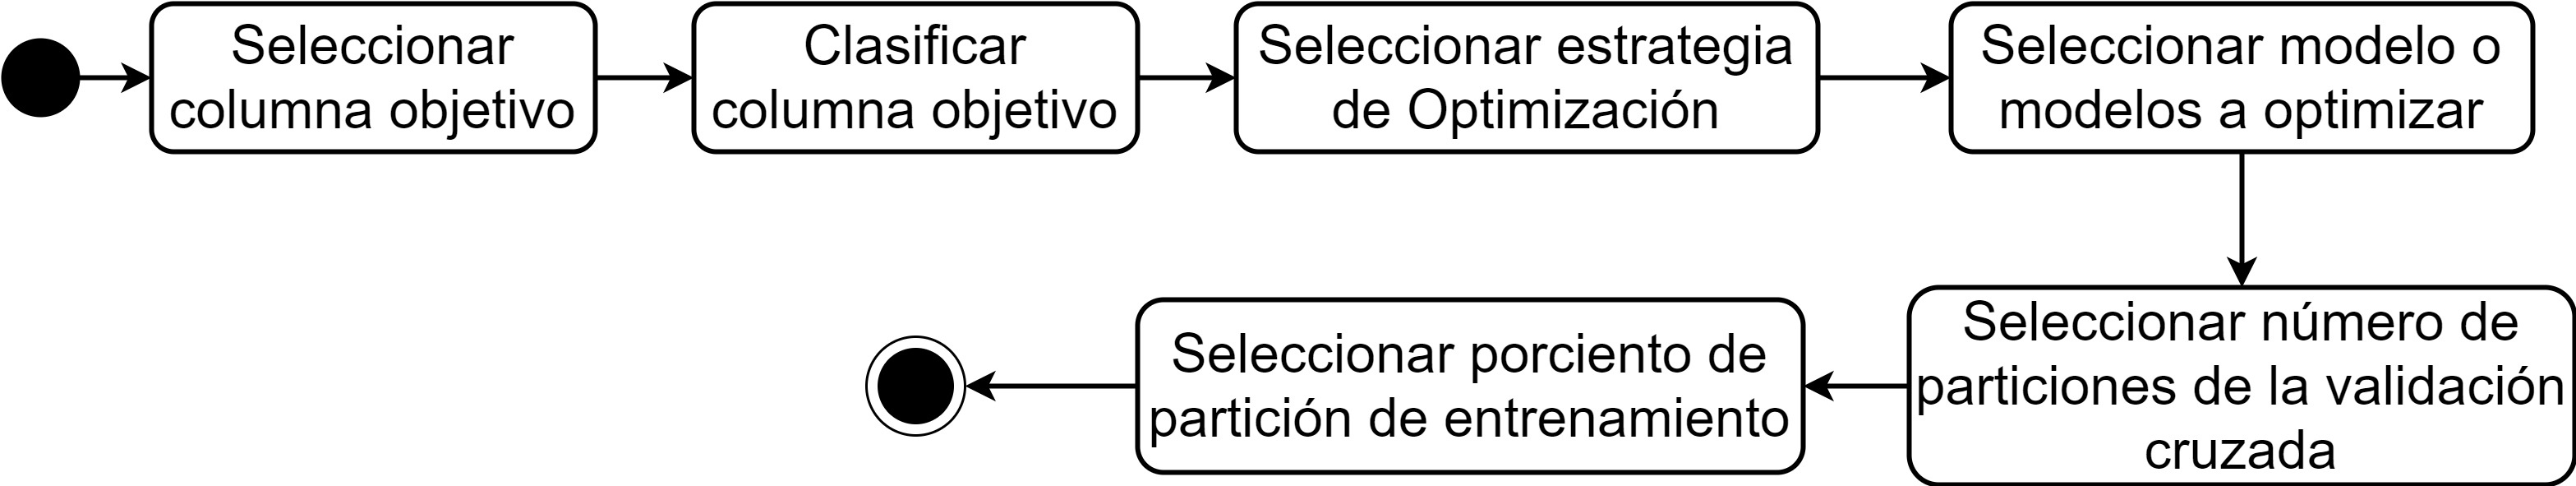 Seleccionar
columna objetivo
Clasificar
columna objetivo
Seleccionar estrategia
de Optimización
Seleccionar modelo o
modelos a optimizar
Seleccionar número de
particiones de la validación
cruzada
Seleccionar porciento de
partición de entrenamiento